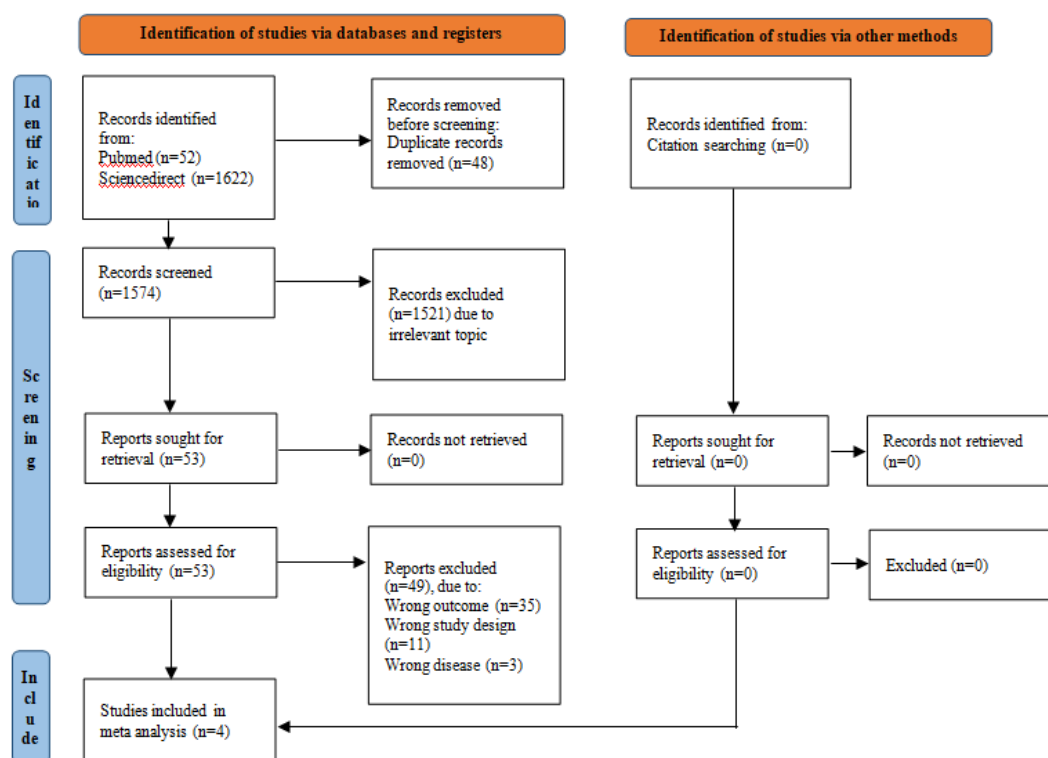 Identification of studies via databases and registers
Identification of studies via other methods
Id
entif
ic
at
io
Records identified
from:
Pubmed (n=52)
Sciencedirect (n=1622)
Records removed
before screening:
Duplicate records
removed (n=48)
Records identified from:
Citation searching (n=0)
Sc
re
en
in
g
Records screened
(n=1574)
Records excluded
(n=1521) due to
irrelevant topic
Reports sought for
retrieval (n=53)
Records not retrieved
(n=0)
Reports sought for
retrieval (n=0)
Records not retrieved
(n=0)
Reports assessed for
eligibility (n=53)
Reports excluded
(n=49), due to:
Wrong outcome (n=35)
Wrong study design
(n=11)
Wrong disease (n=3)
Reports assessed for
eligibility (n=0)
Excluded (n=0)
In
cl
u
de
Studies included in
meta analysis (n=4)